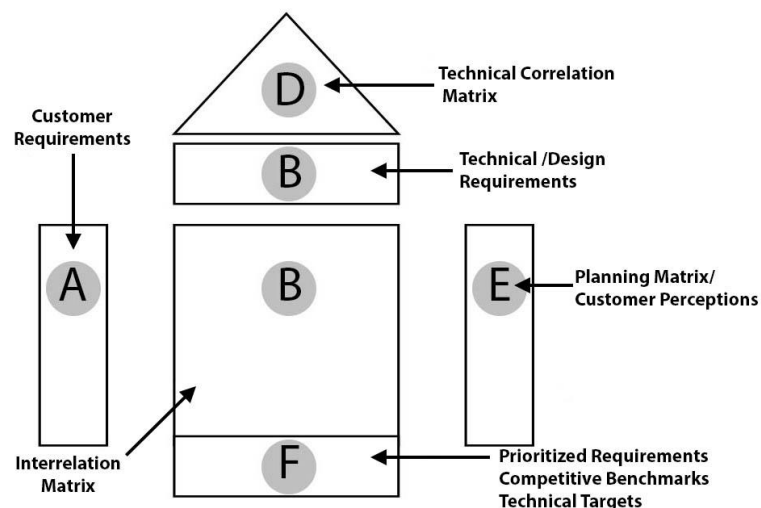 D
Technical Correlation
Matrix
Customer
Requirements
B
Technical /Design
Requirements
A
B
E
Planning Matrix/
Customer Perceptions
Interrelation
Matrix
F
Prioritized Requirements
Competitive Benchmarks
Technical Targets